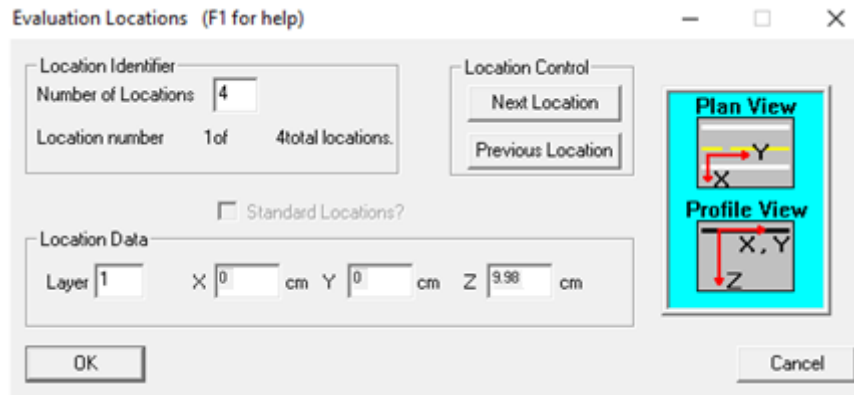 Evaluation Locations (F1 for help)
Location Identifier
Number of Locations 4
Location number 1of 4total locations.
Location Control
Next Location
Previous Location
Standard Locations?
Location Data
Layer 1 X 0 cm Y 0 cm Z 9.98 cm
Plan View
Y
X
Profile View
X, Y
Z
OK
Cancel